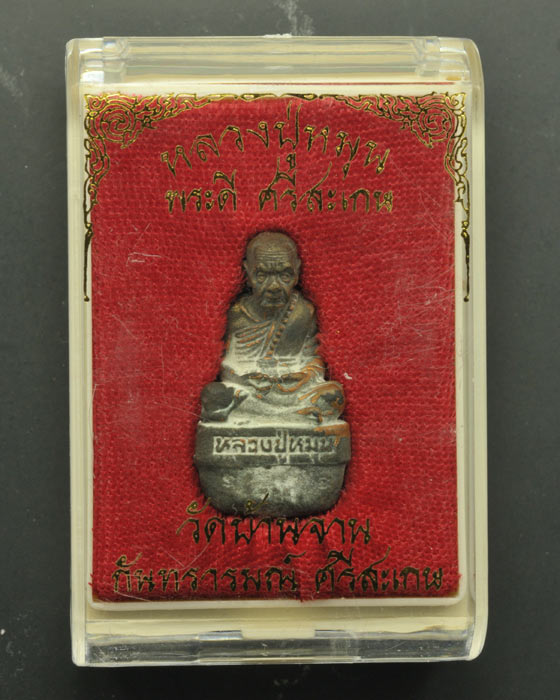 หลวงปู่หมุน
พระดี ศรีสะเกษ
หลวงปู่หมุน
วัดบ้านจาน
กันทรารมณ์ ศรีสะเกษ